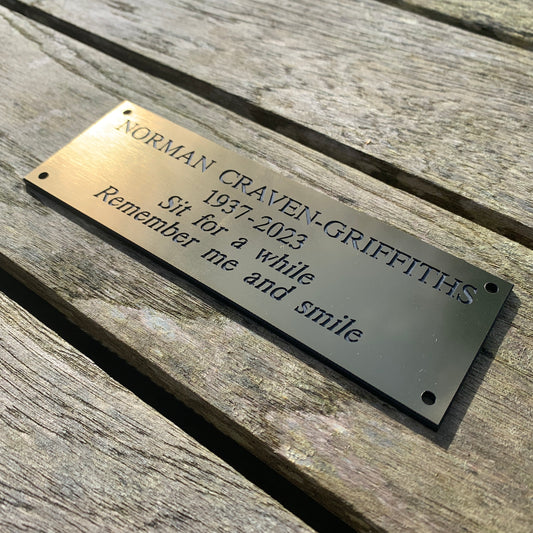 NORMAN CRAVEN-GRIFFITHS
1937-2023
Sit for a while
Remember me and smile